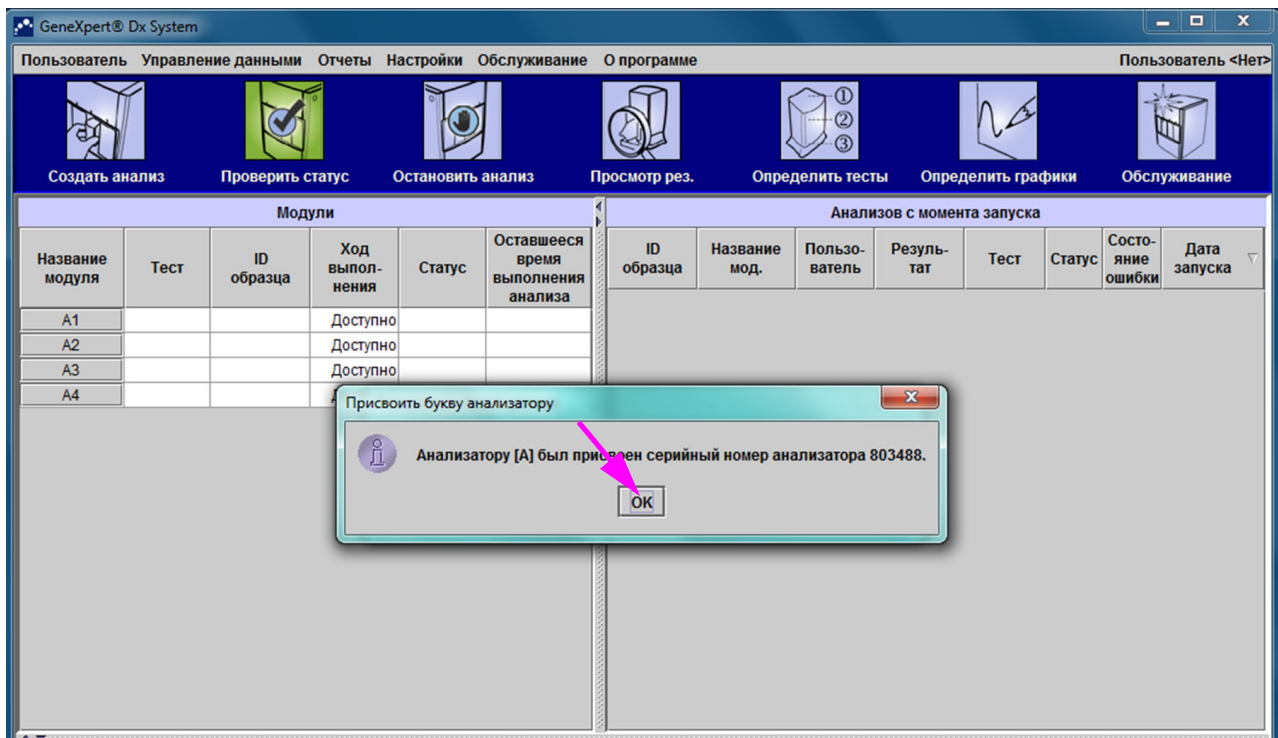 GeneXpert® Dx System
Пользователь Управление данными Отчеты Настройки Обслуживание О программе Пользователь <Нет>
①
②
③
Создать анализ Проверить статус Остановить анализ Просмотр рез. Определить тесты Определить графики Обслуживание
Модули
Название
модуля
Тест
ID
образца
Ход
выпол-
нения
Статус
Оставшееся
время
выполнения
анализа
A1 Доступно
A2 Доступно
A3 Доступно
A4
Анализов с момента запуска
ID
образца
Название
мод.
Пользо-
ватель
Резуль-
тат
Тест
Статус
Состо-
яние
ошибки
Дата
запуска
Присвоить букву анализатору
Анализатору [A] был присвоен серийный номер анализатора 803488.
OK